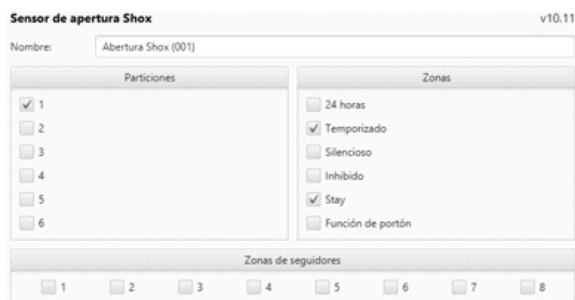 Sensor de apertura Shox v10.11
Nombre: Abertura Shox (001)
Particiones
1
2
3
4
5
6
Zonas
24 horas
Temporizado
Silencioso
Inhibido
Stay
Función de portón
Zonas de seguidores
1 2 3 4 5 6 7 8